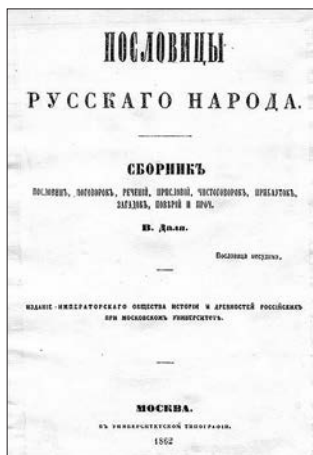 ПОСЛОВИЦЫ
РУССКАГО НАРОДА.
СБОРНИКЪ
ПОСЛОВИЦЪ, ПОГОВОРОКЪ, РЕЧЕНІЙ, ПРИСЛОВІЙ, ЧИСТОГОВОРОКЪ, ПРИБАУТОКЪ,
ЗАГАДОКЪ, ПОВѢРІЙ И ПРОЧ.
В. Даля.
Пословица несудима.
ИЗДАНІЕ ИМПЕРАТОРСКАГО ОБЩЕСТВА ИСТОРІИ И ДРЕВНОСТЕЙ РОССІЙСКИХЪ
ПРИ МОСКОВСКОМЪ УНИВЕРСИТЕТѢ.
МОСКВА.
ВЪ УНИВЕРСИТЕТСКОЙ ТИПОГРАФІИ.
1862